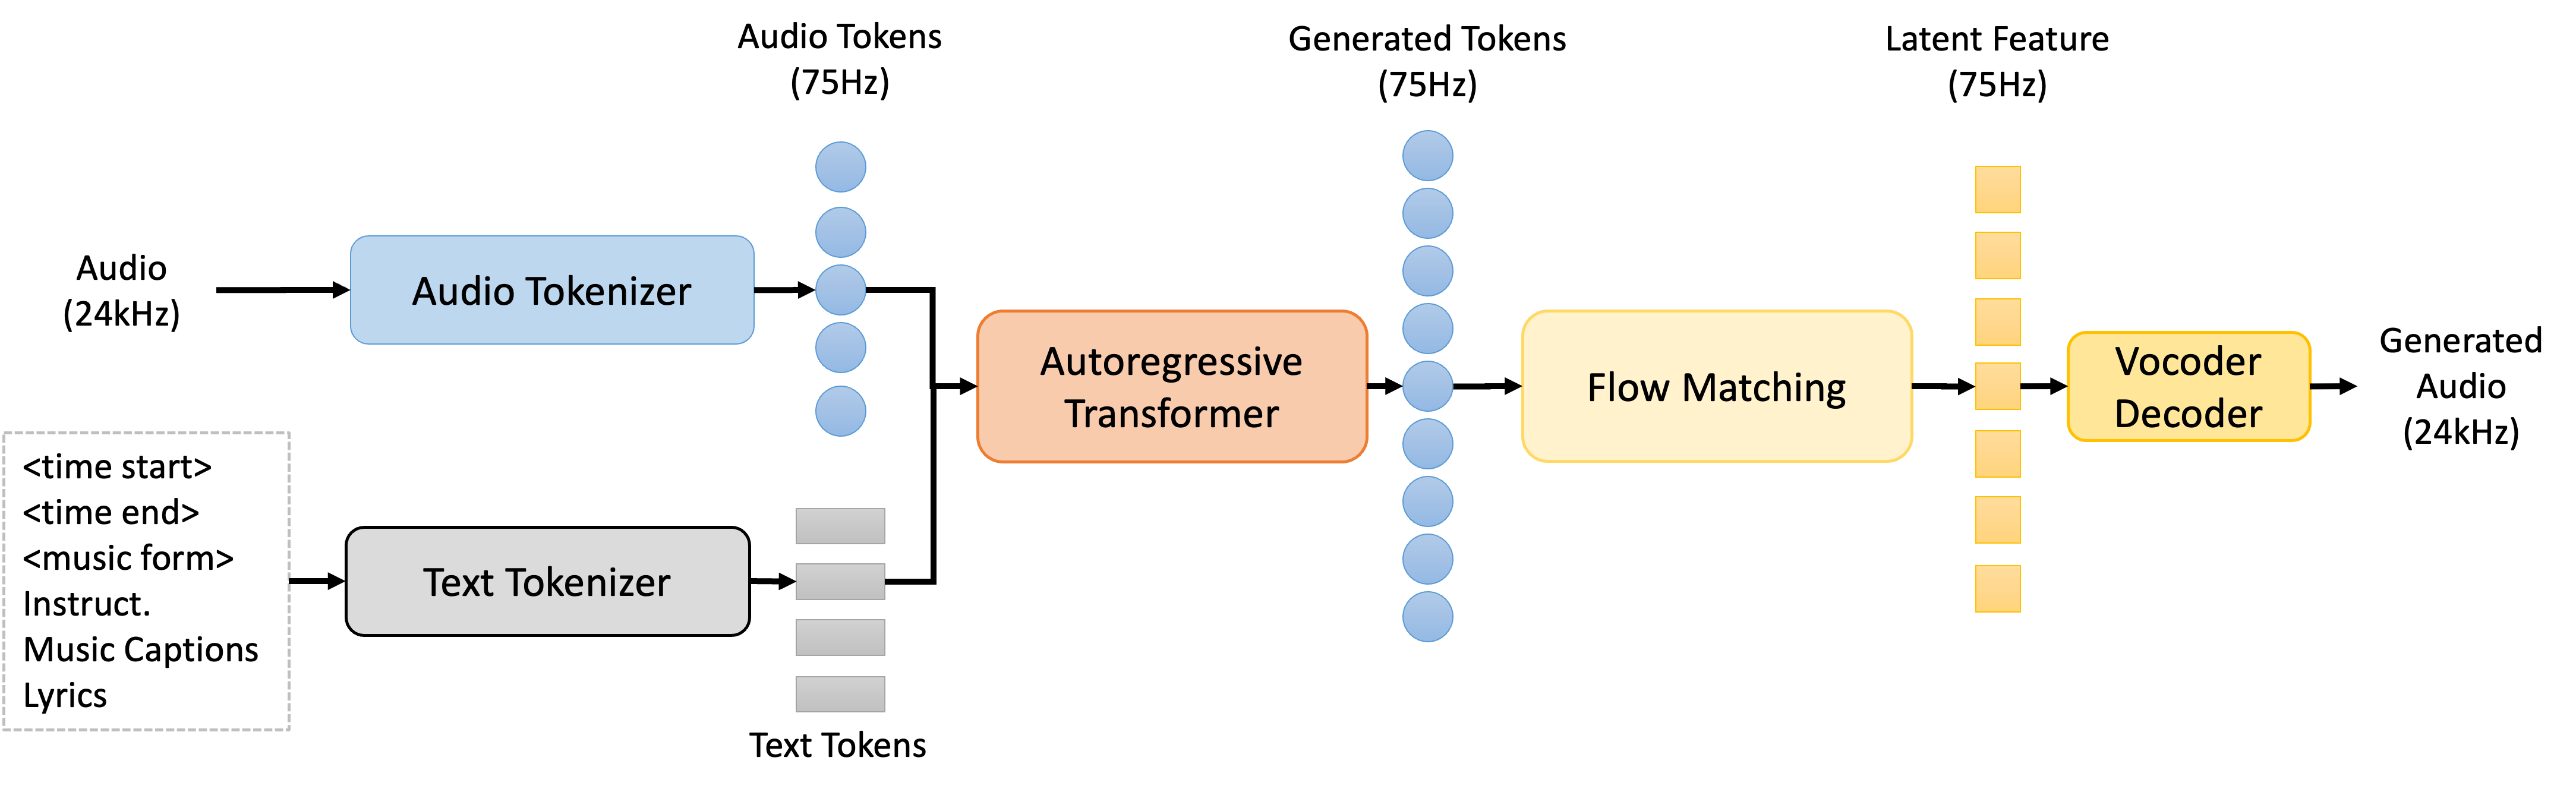 Audio Tokens
(75Hz)
Generated Tokens
(75Hz)
Latent Feature
(75Hz)
Audio
(24kHz)
Audio Tokenizer
<time start>
<time end>
<music form>
Instruct.
Music Captions
Lyrics
Text Tokenizer
Text Tokens
Autoregressive
Transformer
Flow Matching
Vocoder
Decoder
Generated
Audio
(24kHz)